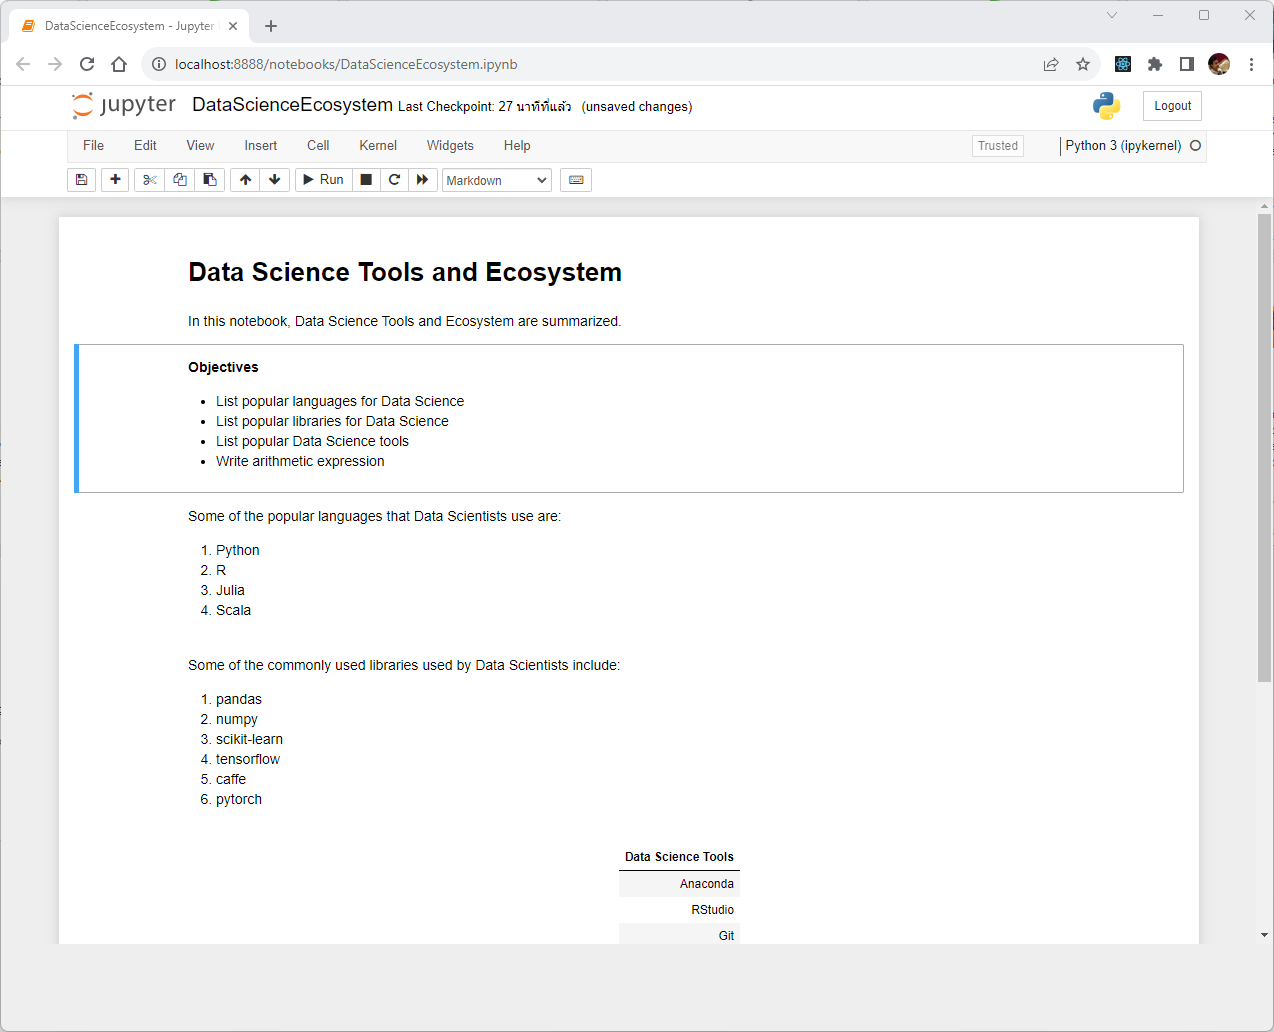 DataScienceEcosystem - Jupyter
localhost:8888/notebooks/DataScienceEcosystem.ipynb
jupyter DataScienceEcosystem Last Checkpoint: 27 นาทีที่แล้ว (unsaved changes) Logout
File Edit View Insert Cell Kernel Widgets Help Trusted Python 3 (ipykernel)
Run Markdown
Data Science Tools and Ecosystem
In this notebook, Data Science Tools and Ecosystem are summarized.
Objectives
• List popular languages for Data Science
• List popular libraries for Data Science
• List popular Data Science tools
• Write arithmetic expression
Some of the popular languages that Data Scientists use are:
1. Python
2. R
3. Julia
4. Scala
Some of the commonly used libraries used by Data Scientists include:
1. pandas
2. numpy
3. scikit-learn
4. tensorflow
5. caffe
6. pytorch
Data Science Tools
Anaconda
RStudio
Git